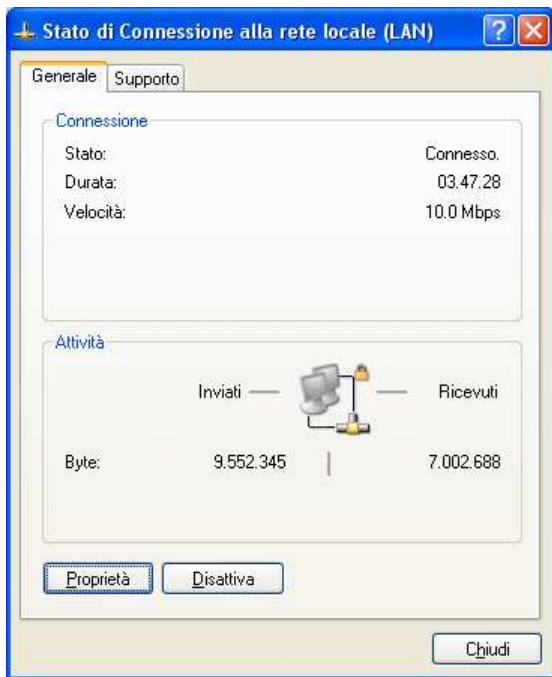 Stato di Connessione alla rete locale (LAN)
Generale Supporto
Connessione
Stato: Connesso.
Durata: 03.47.28
Velocità: 10.0 Mbps
Attività
Inviati Ricevuti
Byte: 9.552.345 7.002.688
Proprietà Disattiva
Chiudi